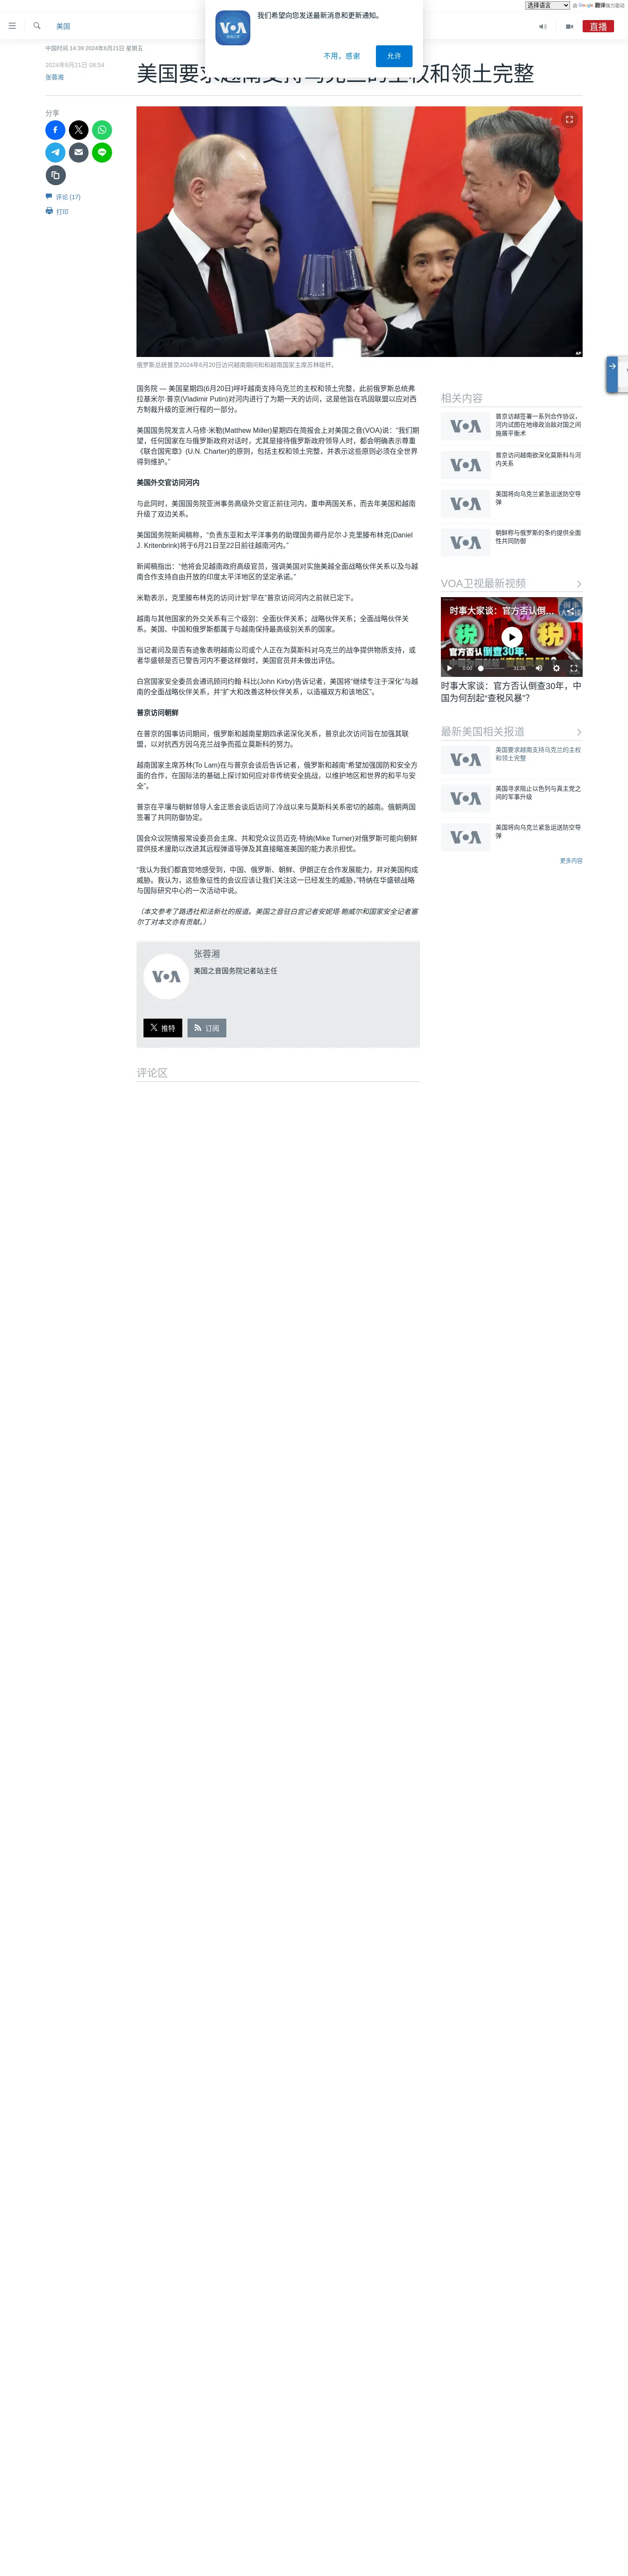 选择语言
由 Google 翻译强力驱动
美国
直播
VOA
我们希望向您发送最新消息和更新通知。
不用，感谢
允许
中国时间 14:39 2024年6月21日 星期五
2024年6月21日 08:54
张蓉湘
美国要求越南支持乌克兰的主权和领土完整
分享
评论 (17)
打印
AP
俄罗斯总统普京2024年6月20日访问越南期间和和越南国家主席苏林碰杯。
国务院 — 美国星期四(6月20日)呼吁越南支持乌克兰的主权和领土完整，此前俄罗斯总统弗
拉基米尔·普京(Vladimir Putin)对河内进行了为期一天的访问，这是他旨在巩固联盟以应对西
方制裁升级的亚洲行程的一部分。
美国国务院发言人马修·米勒(Matthew Miller)星期四在简报会上对美国之音(VOA)说：“我们期
望，任何国家在与俄罗斯政府对话时，尤其是接待俄罗斯政府领导人时，都会明确表示尊重
《联合国宪章》(U.N. Charter)的原则，包括主权和领土完整，并表示这些原则必须在全世界
得到维护。”
美国外交官访问河内
与此同时，美国国务院亚洲事务高级外交官正前往河内，重申两国关系，而去年美国和越南
升级了双边关系。
美国国务院新闻稿称，“负责东亚和太平洋事务的助理国务卿丹尼尔·J·克里滕布林克(Daniel
J. Kritenbrink)将于6月21日至22日前往越南河内。”
新闻稿指出：“他将会见越南政府高级官员，强调美国对实施美越全面战略伙伴关系以及与越
南合作支持自由开放的印度太平洋地区的坚定承诺。”
米勒表示，克里滕布林克的访问计划“早在”普京访问河内之前就已定下。
越南与其他国家的外交关系有三个级别：全面伙伴关系；战略伙伴关系；全面战略伙伴关
系。美国、中国和俄罗斯都属于与越南保持最高级别关系的国家。
当记者问及是否有迹象表明越南公司或个人正在为莫斯科对乌克兰的战争提供物质支持，或
者华盛顿是否已警告河内不要这样做时，美国官员并未做出评估。
白宫国家安全委员会通讯顾问约翰·科比(John Kirby)告诉记者，美国将“继续专注于深化”与越
南的全面战略伙伴关系，并“扩大和改善这种伙伴关系，以造福双方和该地区”。
普京访问朝鲜
在普京的国事访问期间，俄罗斯和越南星期四承诺深化关系，普京此次访问旨在加强其联
盟，以对抗西方因乌克兰战争而孤立莫斯科的努力。
越南国家主席苏林(To Lam)在与普京会谈后告诉记者，俄罗斯和越南“希望加强国防和安全方
面的合作，在国际法的基础上探讨如何应对非传统安全挑战，以维护地区和世界的和平与安
全”。
普京在平壤与朝鲜领导人金正恩会谈后访问了冷战以来与莫斯科关系密切的越南。俄朝两国
签署了共同防御协定。
国会众议院情报常设委员会主席、共和党众议员迈克·特纳(Mike Turner)对俄罗斯可能向朝鲜
提供技术援助以改进其远程弹道导弹及其直接瞄准美国的能力表示担忧。
“我认为我们都直觉地感受到，中国、俄罗斯、朝鲜、伊朗正在合作发展能力，并对美国构成
威胁。我认为，这些象征性的会议应该让我们关注这一已经发生的威胁，”特纳在华盛顿战略
与国际研究中心的一次活动中说。
（本文参考了路透社和法新社的报道。美国之音驻白宫记者安妮塔·鲍威尔和国家安全记者塞
尔丁对本文亦有贡献。）
VOA
张蓉湘
美国之音国务院记者站主任
推特
订阅
评论区
相关内容
VOA
普京访越签署一系列合作协议，
河内试图在地缘政治敌对国之间
施展平衡术
VOA
普京访问越南欲深化莫斯科与河
内关系
VOA
美国将向乌克兰紧急运送防空导
弹
VOA
朝鲜称与俄罗斯的条约提供全面
性共同防御
VOA卫视最新视频
时事大家谈：官方否认倒…
税
税
官方否认倒查30年，
0:00
31:26
时事大家谈：官方否认倒查30年，中
国为何刮起“查税风暴”？
最新美国相关报道
VOA
美国要求越南支持乌克兰的主权
和领土完整
VOA
美国寻求阻止以色列与真主党之
间的军事升级
VOA
美国将向乌克兰紧急运送防空导
弹
更多内容